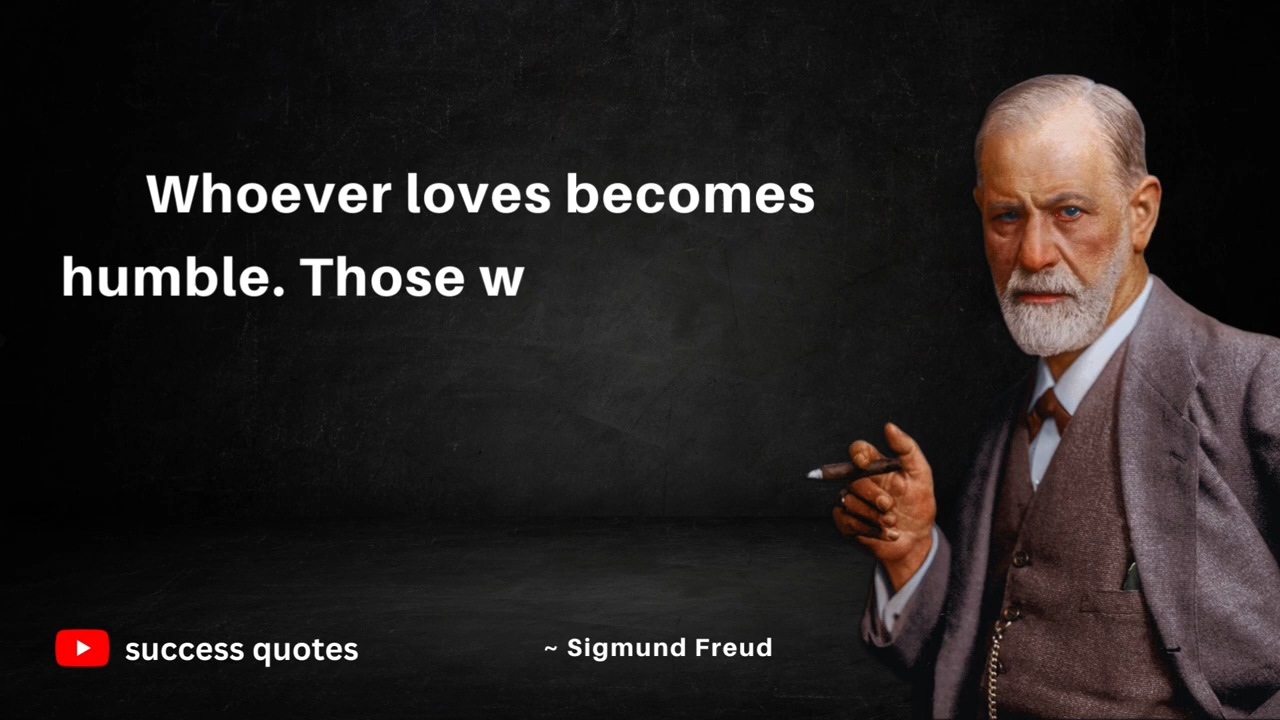 Whoever loves becomes
humble. Those w
success quotes
~ Sigmund Freud